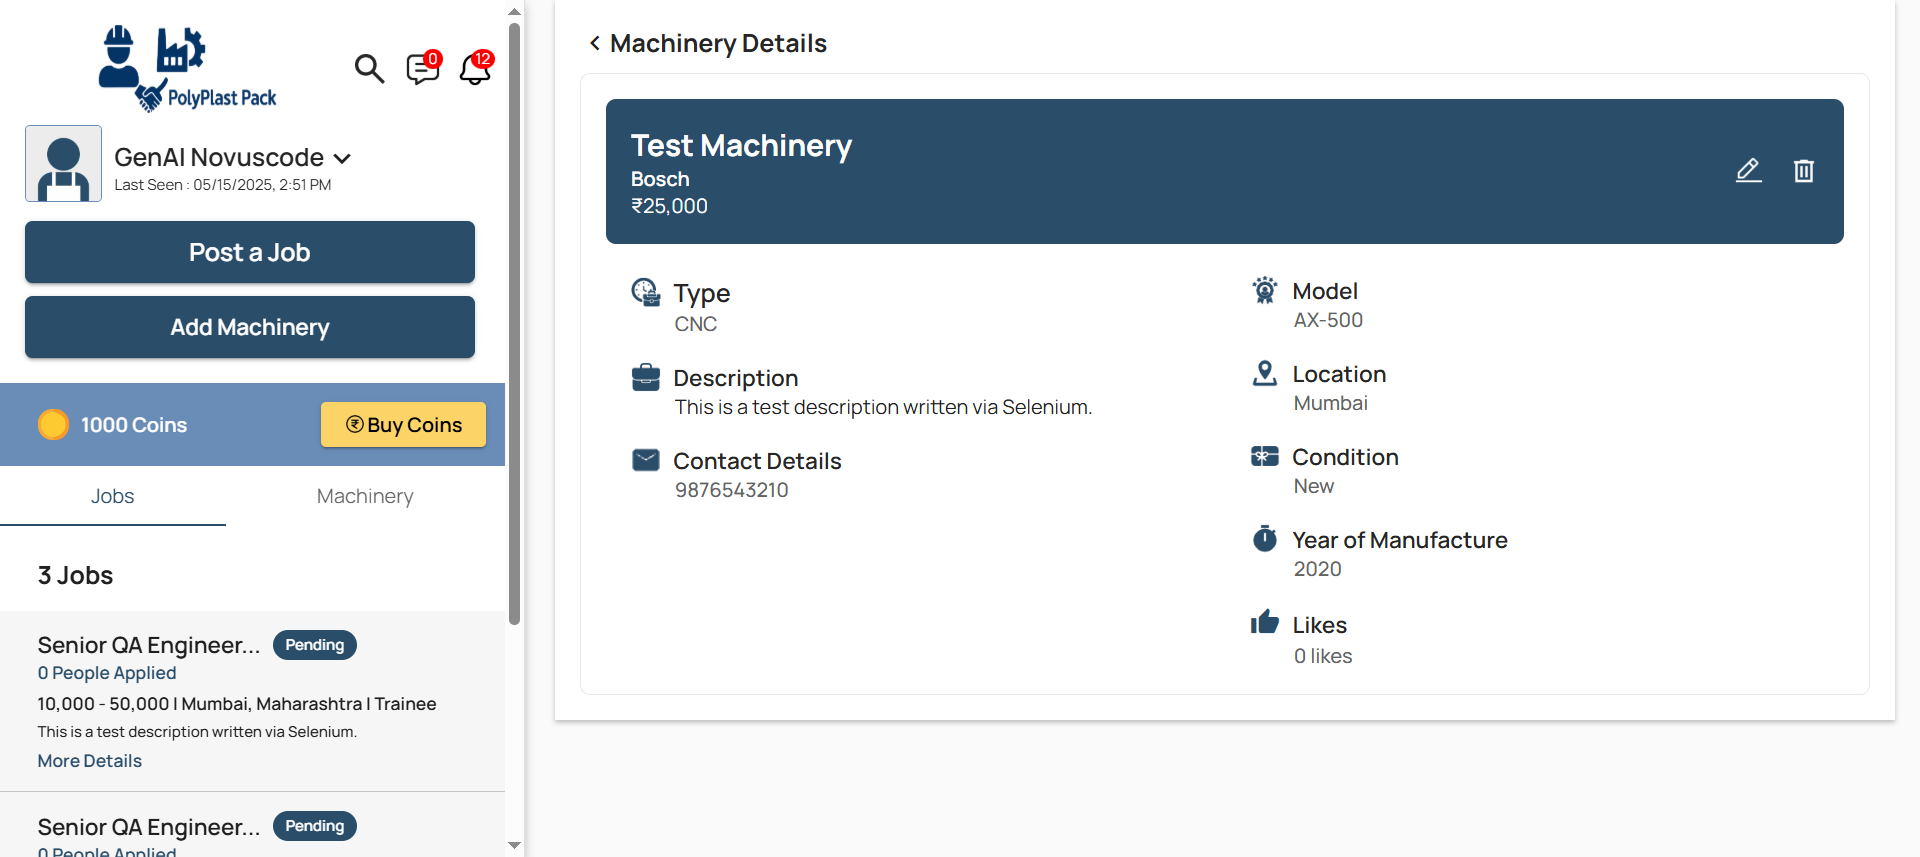 PolyPlast Pack
0
12
GenAI Novuscode
Last Seen : 05/15/2025, 2:51 PM
Post a Job
Add Machinery
1000 Coins
Buy Coins
Jobs
Machinery
3 Jobs
Senior QA Engineer...
Pending
0 People Applied
10,000 - 50,000 | Mumbai, Maharashtra | Trainee
This is a test description written via Selenium.
More Details
Senior QA Engineer...
Pending
0 People Applied
Machinery Details
Test Machinery
Bosch
₹25,000
Type
CNC
Description
This is a test description written via Selenium.
Contact Details
9876543210
Model
AX-500
Location
Mumbai
Condition
New
Year of Manufacture
2020
Likes
0 likes